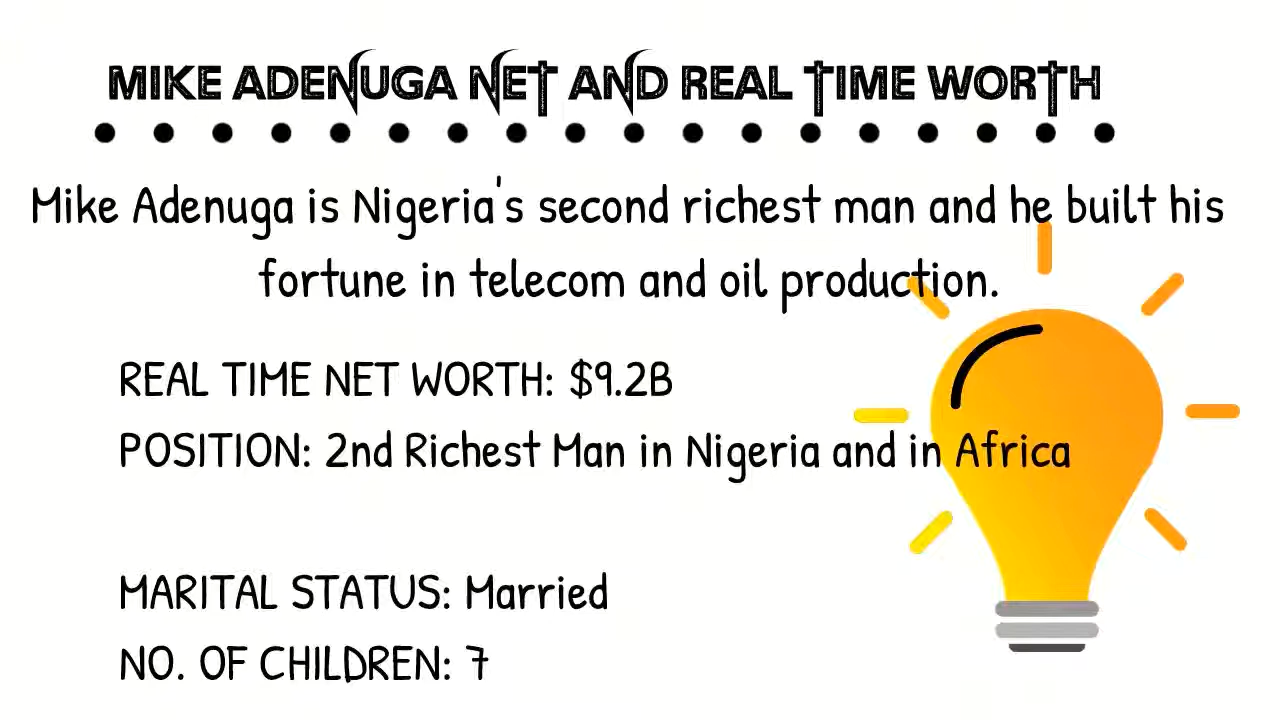 MIKE ADENUGA NET AND REAL TIME WORTH
Mike Adenuga is Nigeria's second richest man and he built his
fortune in telecom and oil production.
REAL TIME NET WORTH: $9.2B
POSITION: 2nd Richest Man in Nigeria and in Africa
MARITAL STATUS: Married
NO. OF CHILDREN: 7